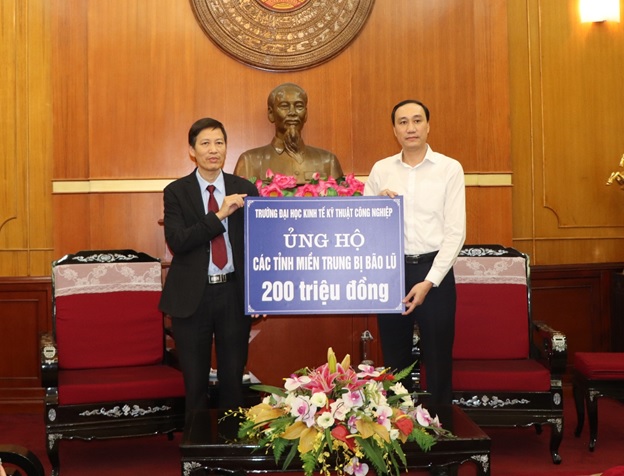 TRƯỜNG ĐẠI HỌC KINH TẾ KỸ THUẬT CÔNG NGHIỆP
ỦNG HỘ
CÁC TỈNH MIỀN TRUNG BỊ BÃO LŨ
200 triệu đồng